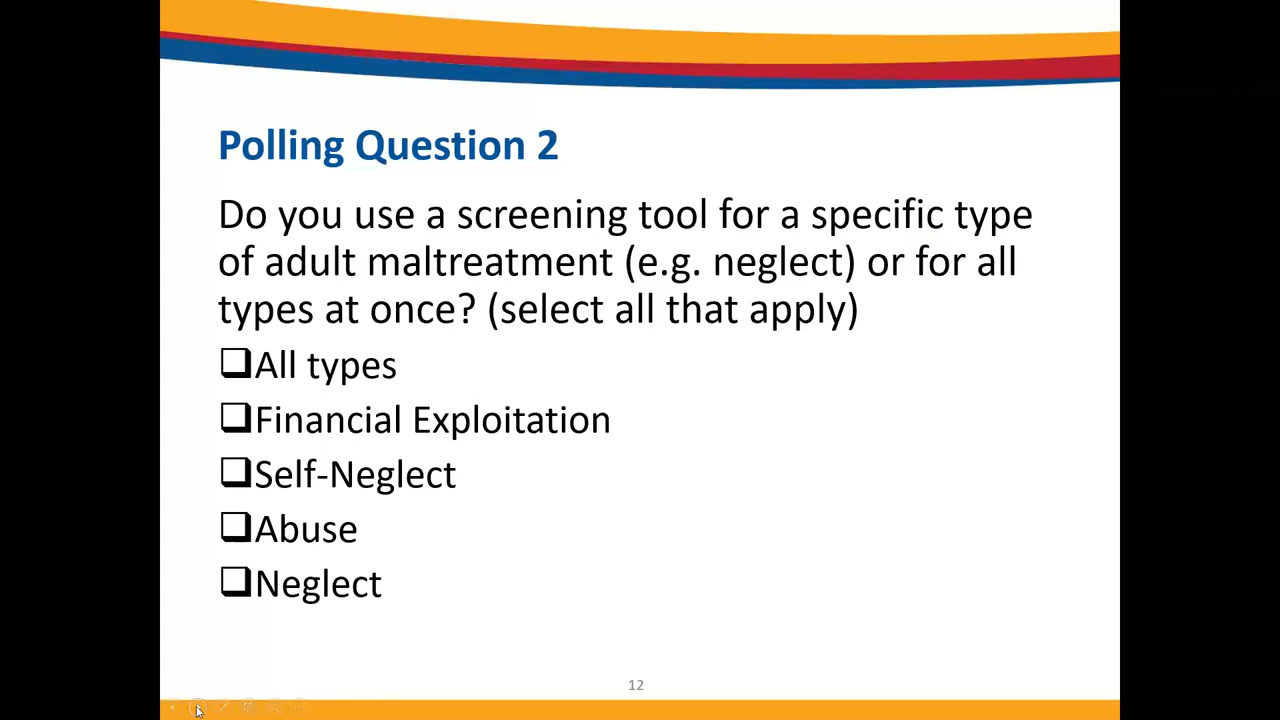 Polling Question 2
Do you use a screening tool for a specific type
of adult maltreatment (e.g. neglect) or for all
types at once? (select all that apply)
All types
Financial Exploitation
Self-Neglect
Abuse
Neglect
12